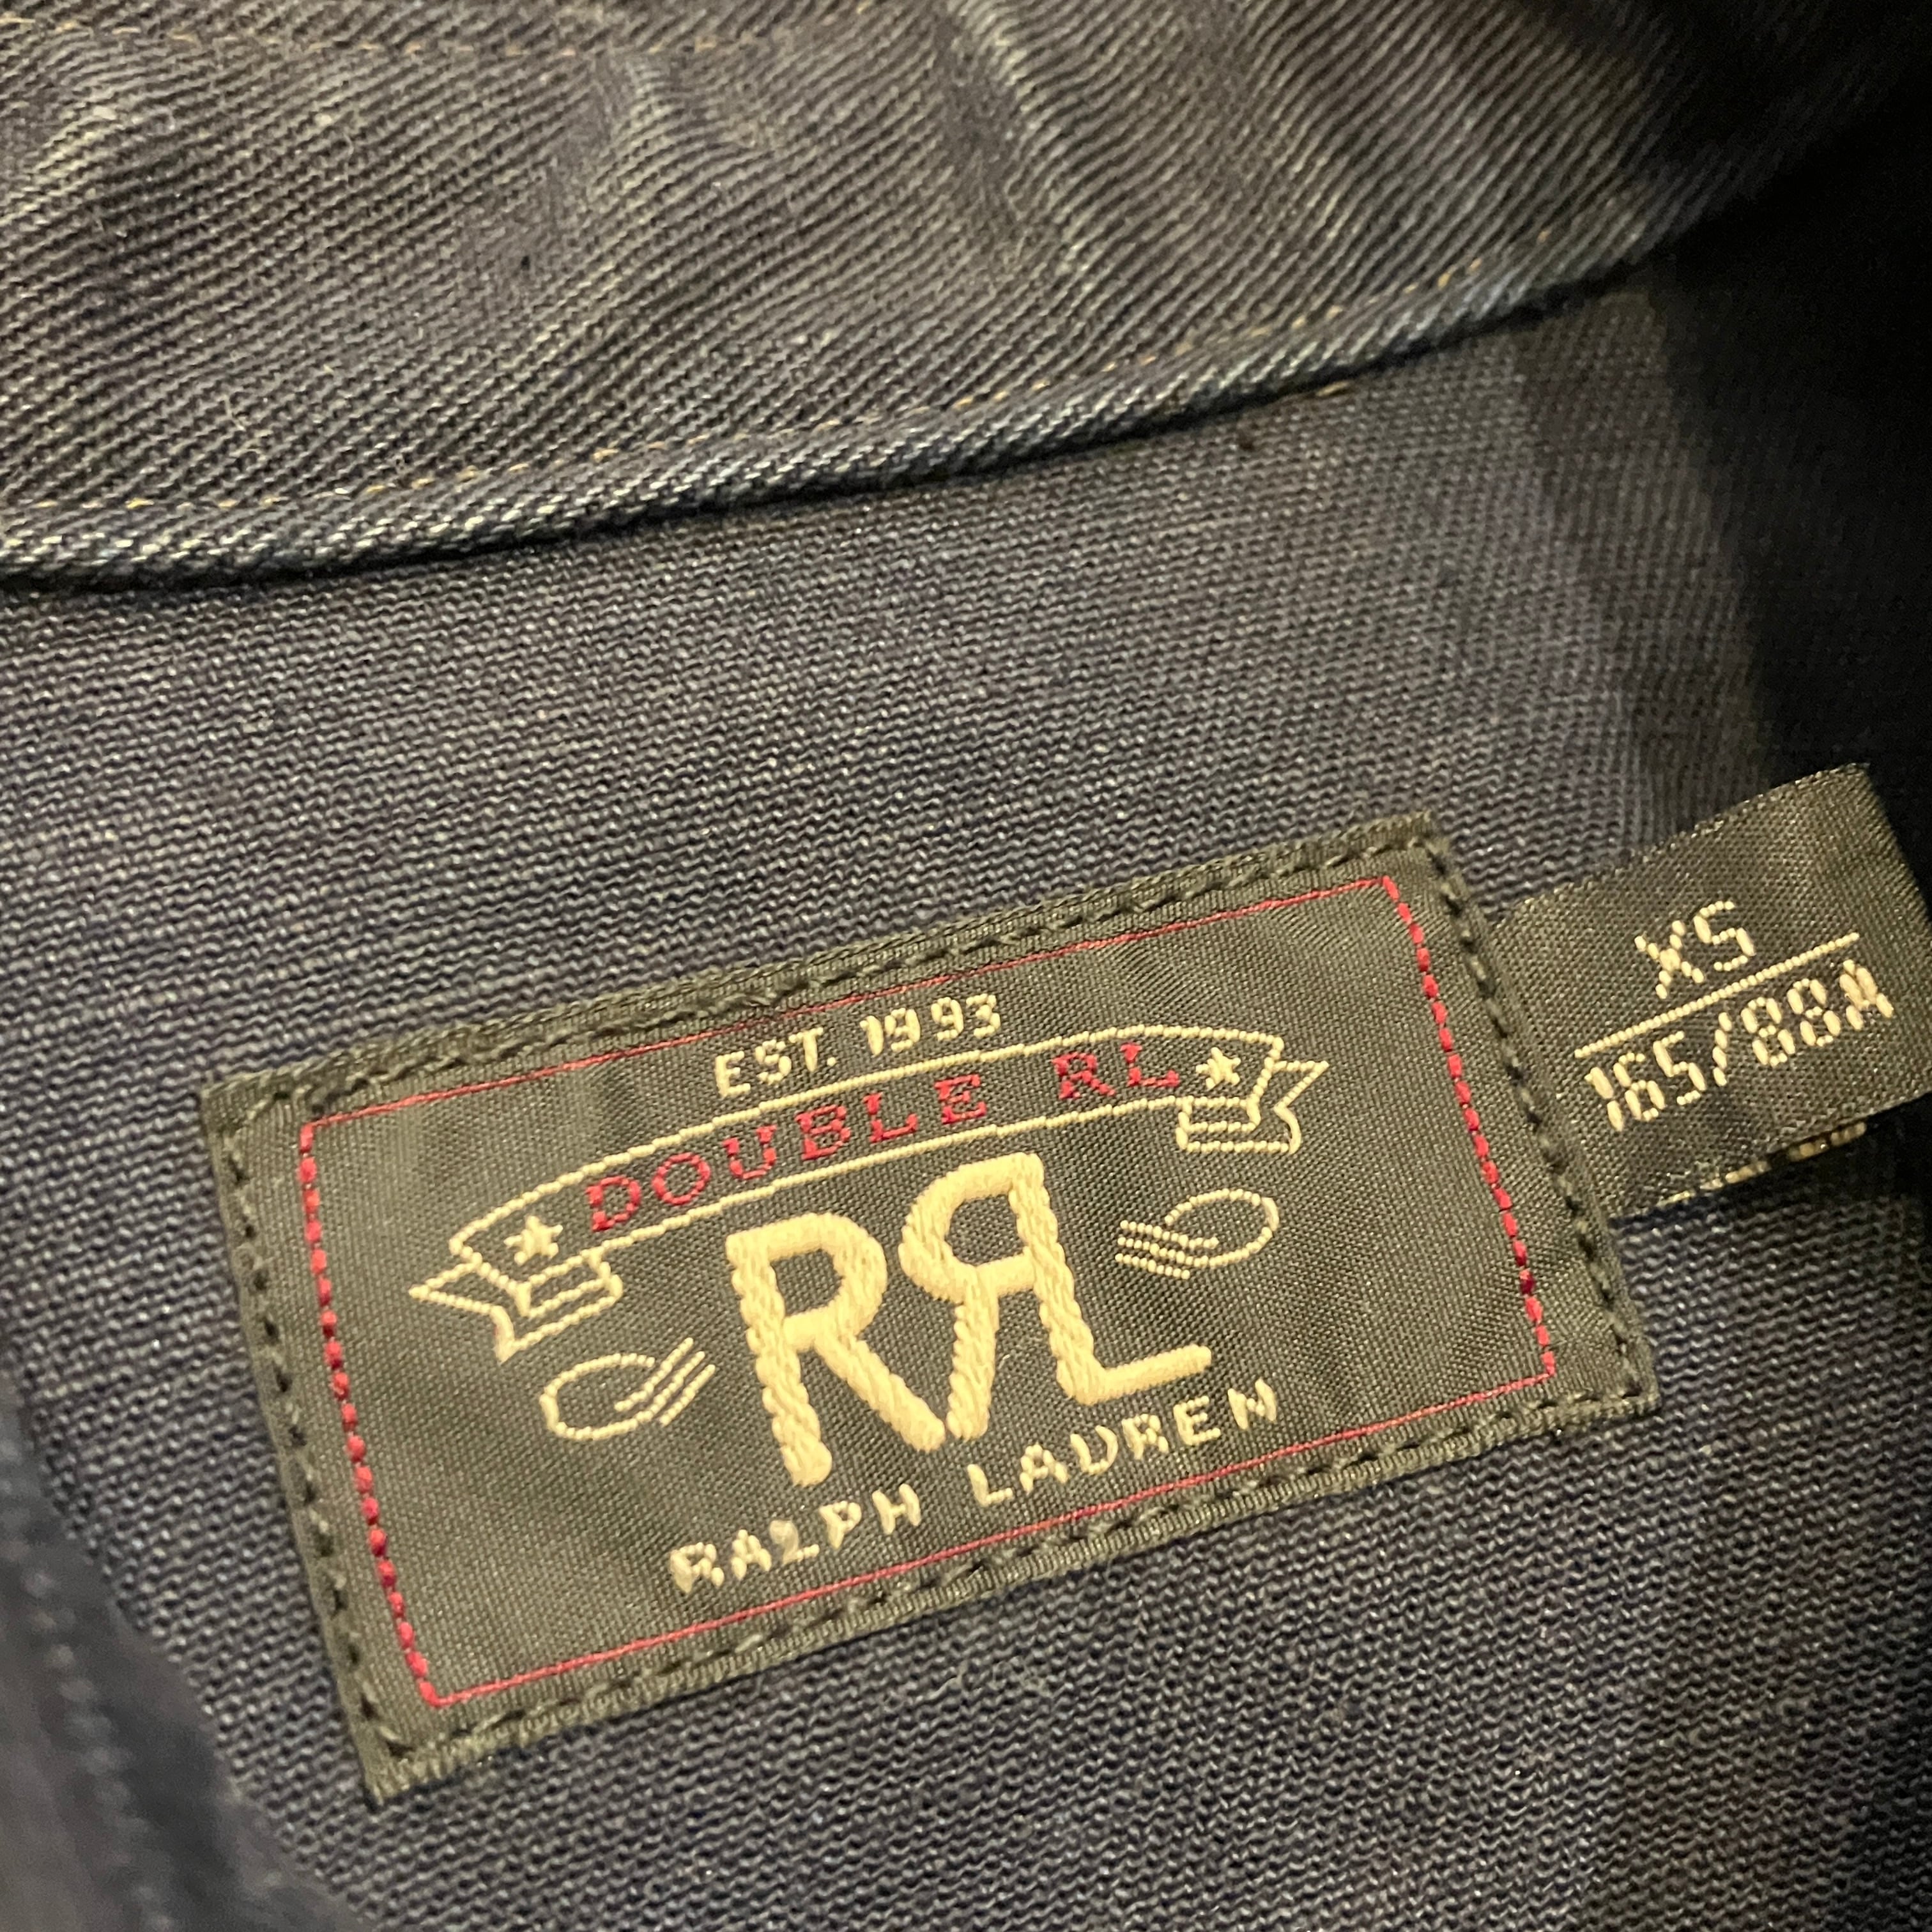 EST. 1993
DOUBLE RL
RRL
RALPH LAUREN
XS
165/88A